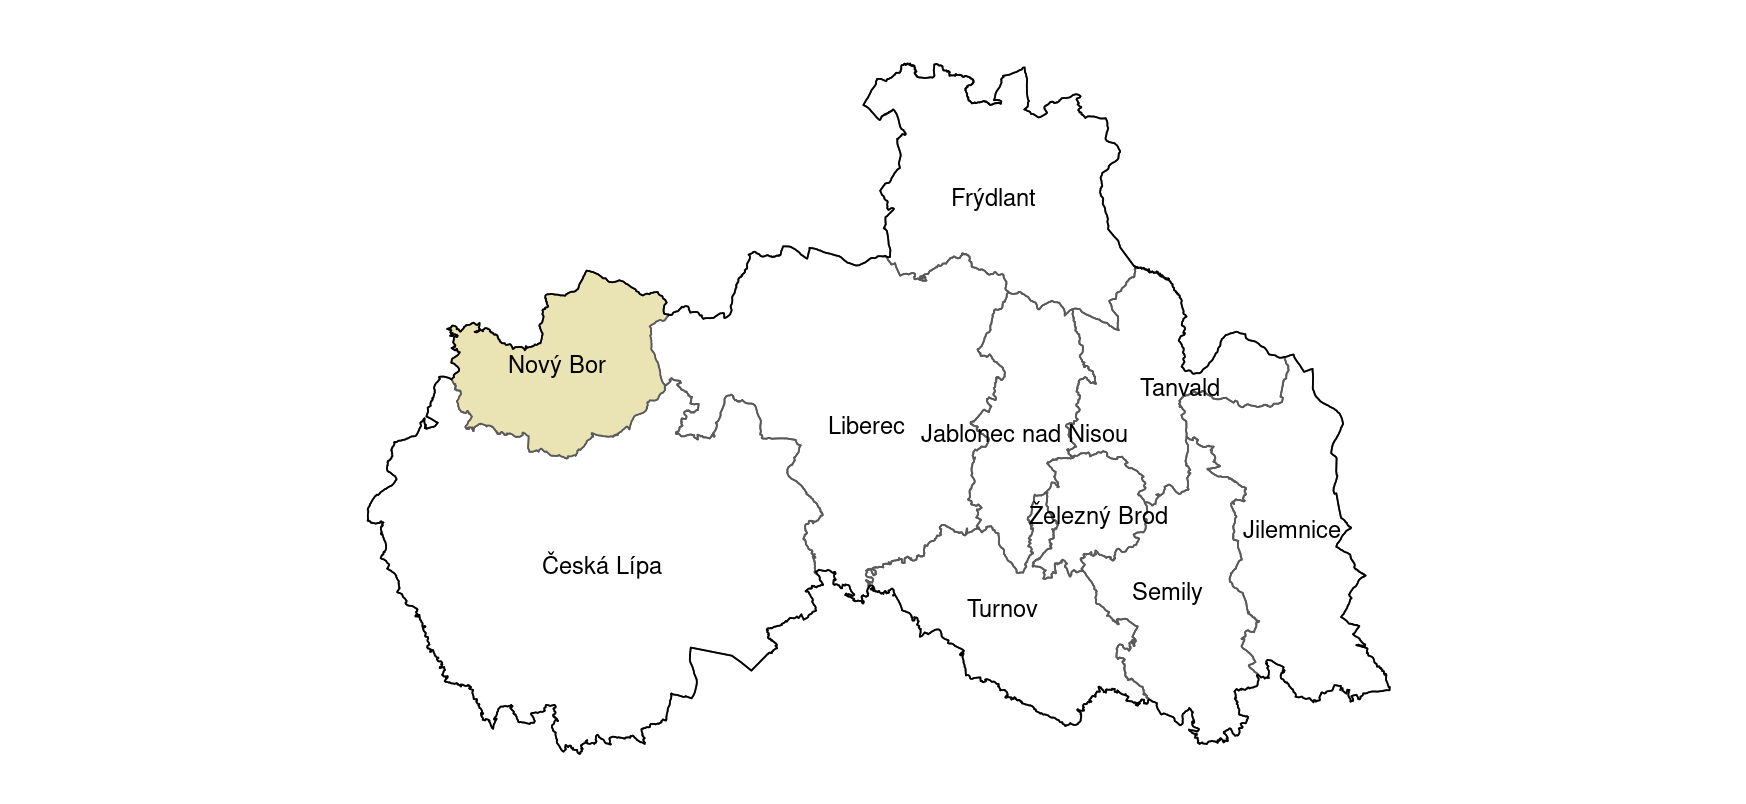 Frýdlant
Nový Bor
Tanvald
Liberec
Jablonec nad Nisou
Železný Brod
Jilemnice
Česká Lípa
Semily
Turnov